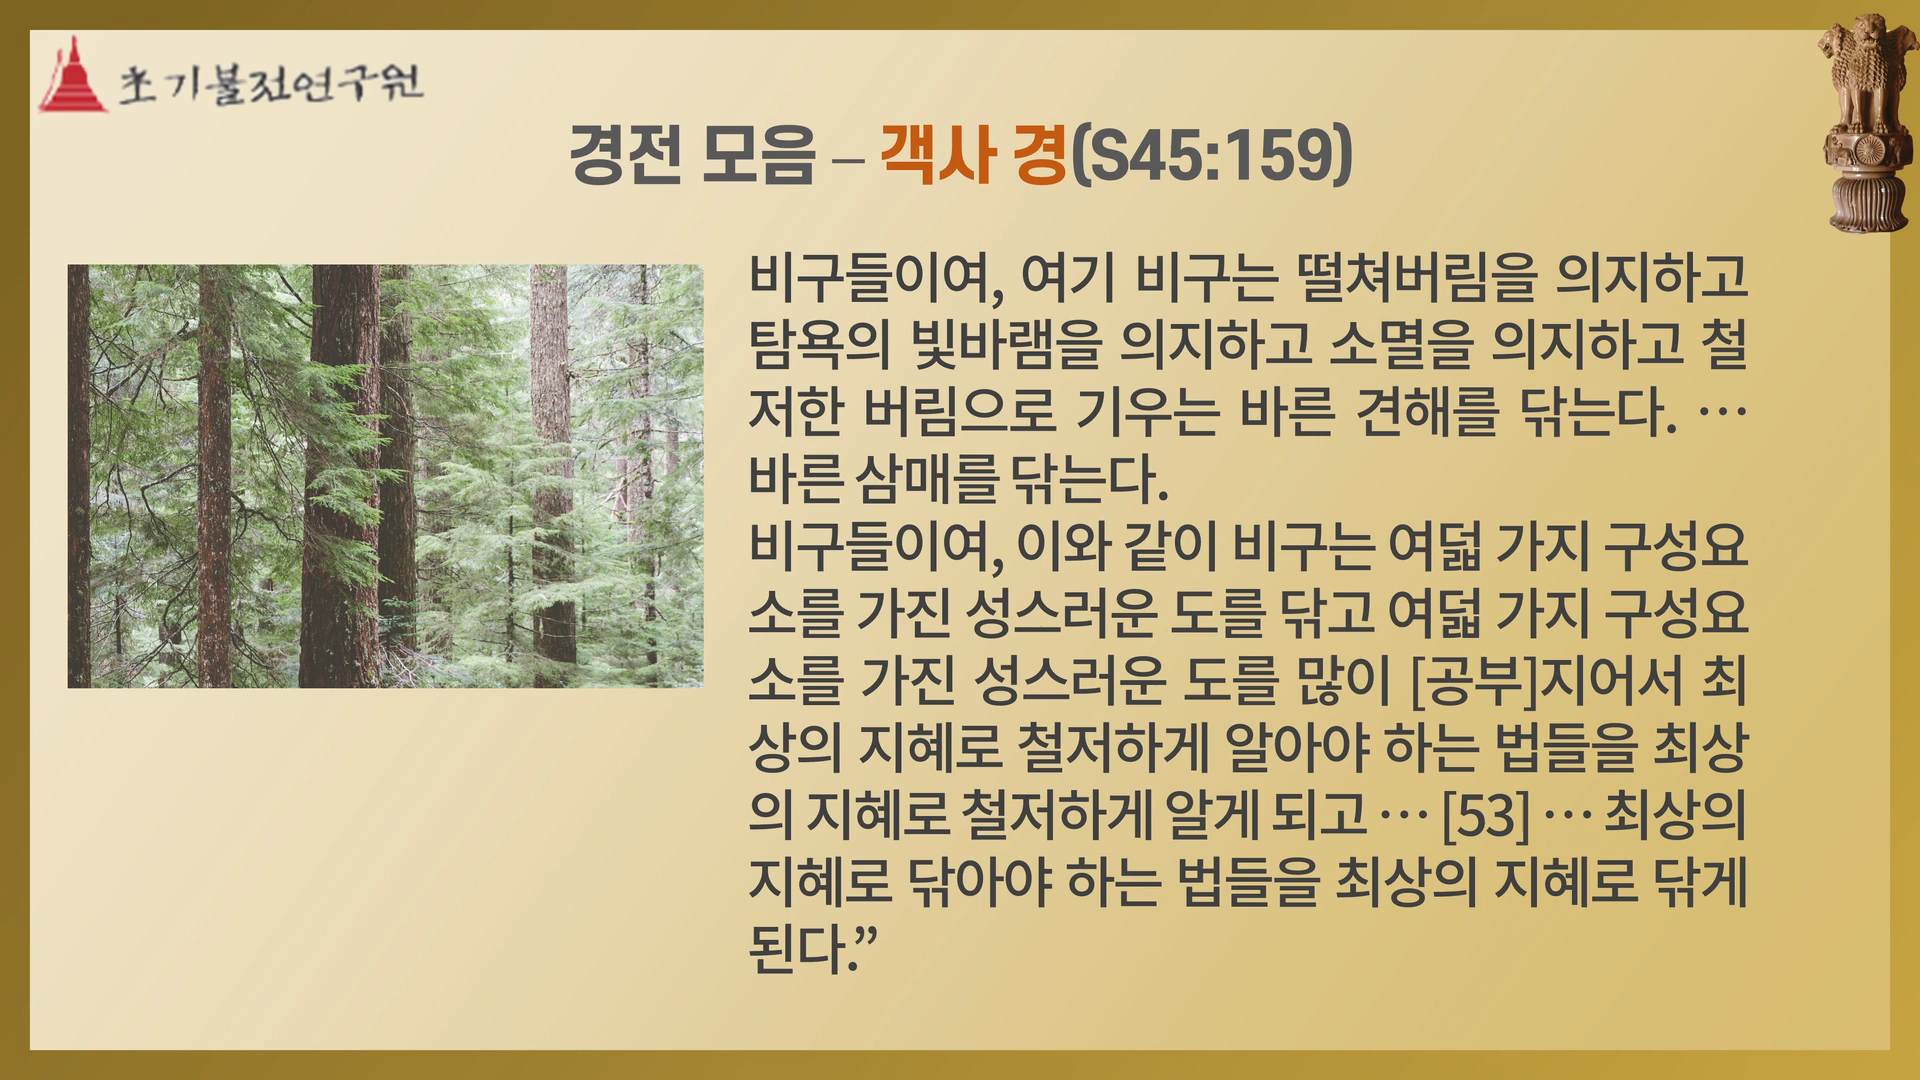 초기불전연구원
경전 모음 – 객사 경(S45:159)
비구들이여, 여기 비구는 떨쳐버림을 의지하고
탐욕의 빛바램을 의지하고 소멸을 의지하고 철
저한 버림으로 기우는 바른 견해를 닦는다. …
바른 삼매를 닦는다.
비구들이여, 이와 같이 비구는 여덟 가지 구성요
소를 가진 성스러운 도를 닦고 여덟 가지 구성요
소를 가진 성스러운 도를 많이 [공부]지어서 최
상의 지혜로 철저하게 알아야 하는 법들을 최상
의 지혜로 철저하게 알게 되고 … [53] … 최상의
지혜로 닦아야 하는 법들을 최상의 지혜로 닦게
된다.”